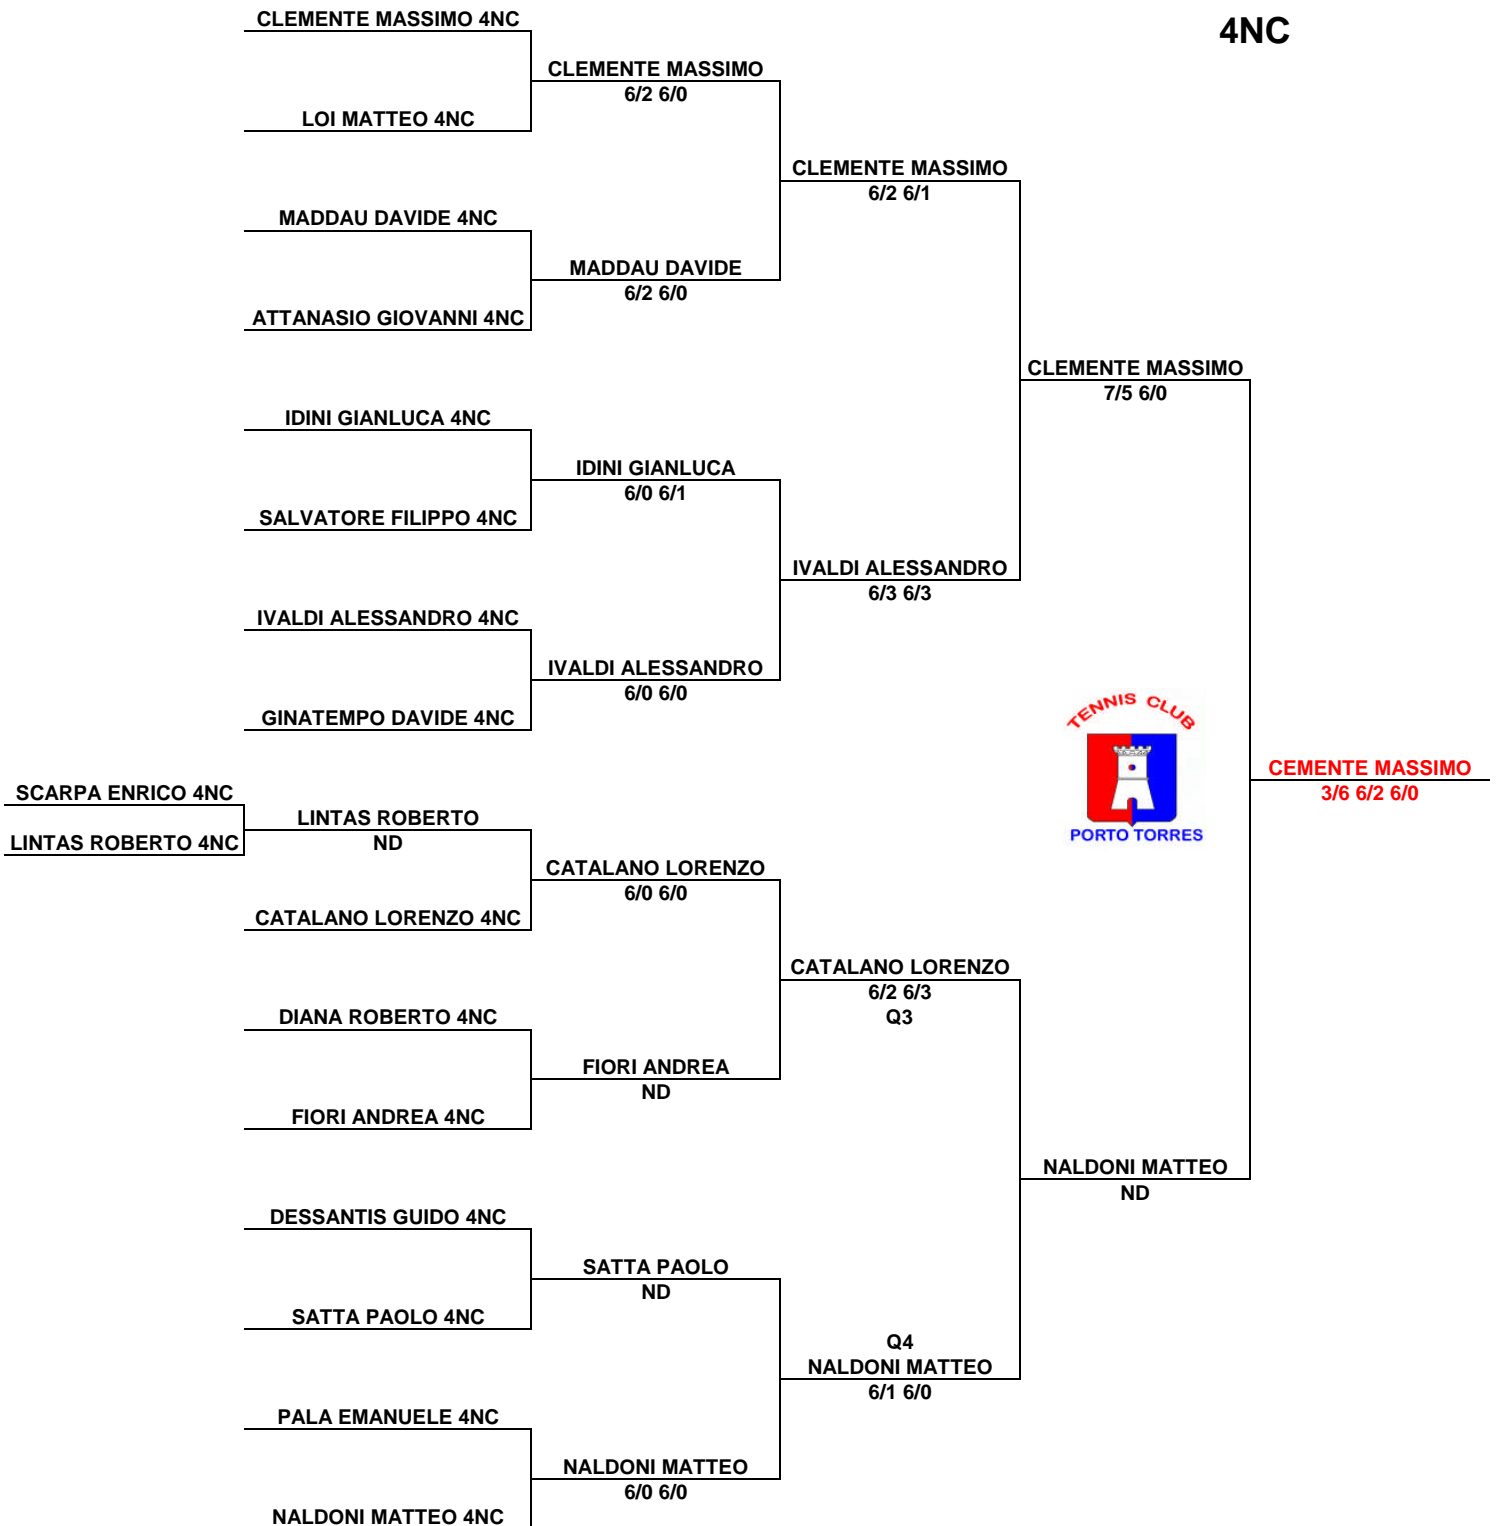 CLEMENTE MASSIMO 4NC
4NC
CLEMENTE MASSIMO
6/2 6/0
LOI MATTEO 4NC
CLEMENTE MASSIMO
6/2 6/1
MADDAU DAVIDE 4NC
MADDAU DAVIDE
6/2 6/0
ATTANASIO GIOVANNI 4NC
CLEMENTE MASSIMO
7/5 6/0
IDINI GIANLUCA 4NC
IDINI GIANLUCA
6/0 6/1
SALVATORE FILIPPO 4NC
IVALDI ALESSANDRO
6/3 6/3
IVALDI ALESSANDRO 4NC
IVALDI ALESSANDRO
6/0 6/0
GINATEMPO DAVIDE 4NC
TENNIS CLUB
PORTO TORRES
CEMENTE MASSIMO
3/6 6/2 6/0
SCARPA ENRICO 4NC
LINTAS ROBERTO
ND
LINTAS ROBERTO 4NC
CATALANO LORENZO
6/0 6/0
CATALANO LORENZO 4NC
CATALANO LORENZO
6/2 6/3
Q3
DIANA ROBERTO 4NC
FIORI ANDREA
ND
FIORI ANDREA 4NC
NALDONI MATTEO
ND
DESSANTIS GUIDO 4NC
SATTA PAOLO
ND
SATTA PAOLO 4NC
Q4
NALDONI MATTEO
6/1 6/0
PALA EMANUELE 4NC
NALDONI MATTEO
6/0 6/0
NALDONI MATTEO 4NC